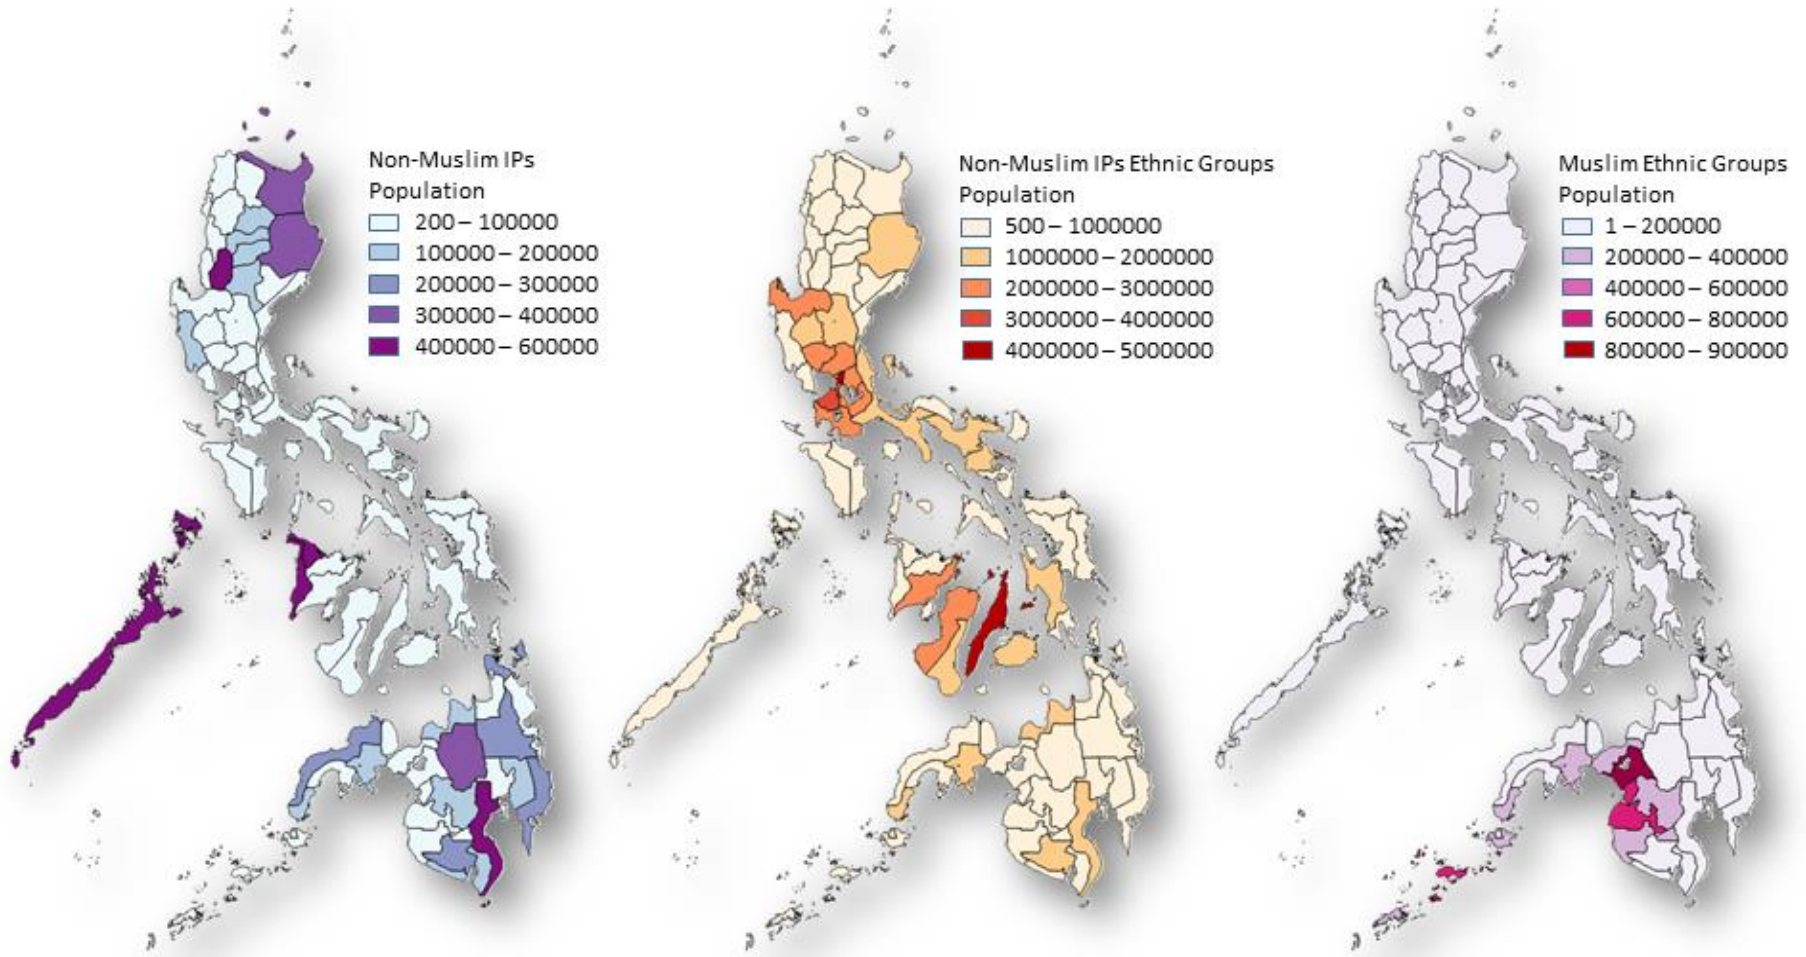 Non-Muslim IPs
Population
200 – 100000
100000 – 200000
200000 – 300000
300000 – 400000
400000 – 600000
Non-Muslim IPs Ethnic Groups
Population
500 – 1000000
1000000 – 2000000
2000000 – 3000000
3000000 – 4000000
4000000 – 5000000
Muslim Ethnic Groups
Population
1 – 200000
200000 – 400000
400000 – 600000
600000 – 800000
800000 – 900000